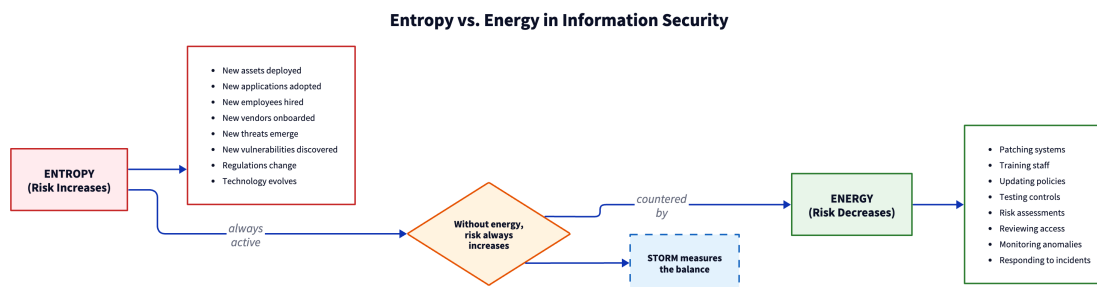 Entropy vs. Energy in Information Security
• New assets deployed
• New applications adopted
• New employees hired
• New vendors onboarded
• New threats emerge
• New vulnerabilities discovered
• Regulations change
• Technology evolves
ENTROPY
(Risk Increases)
always
active
Without energy,
risk always
increases
countered
by
STORM measures
the balance
ENERGY
(Risk Decreases)
• Patching systems
• Training staff
• Updating policies
• Testing controls
• Risk assessments
• Reviewing access
• Monitoring anomalies
• Responding to incidents